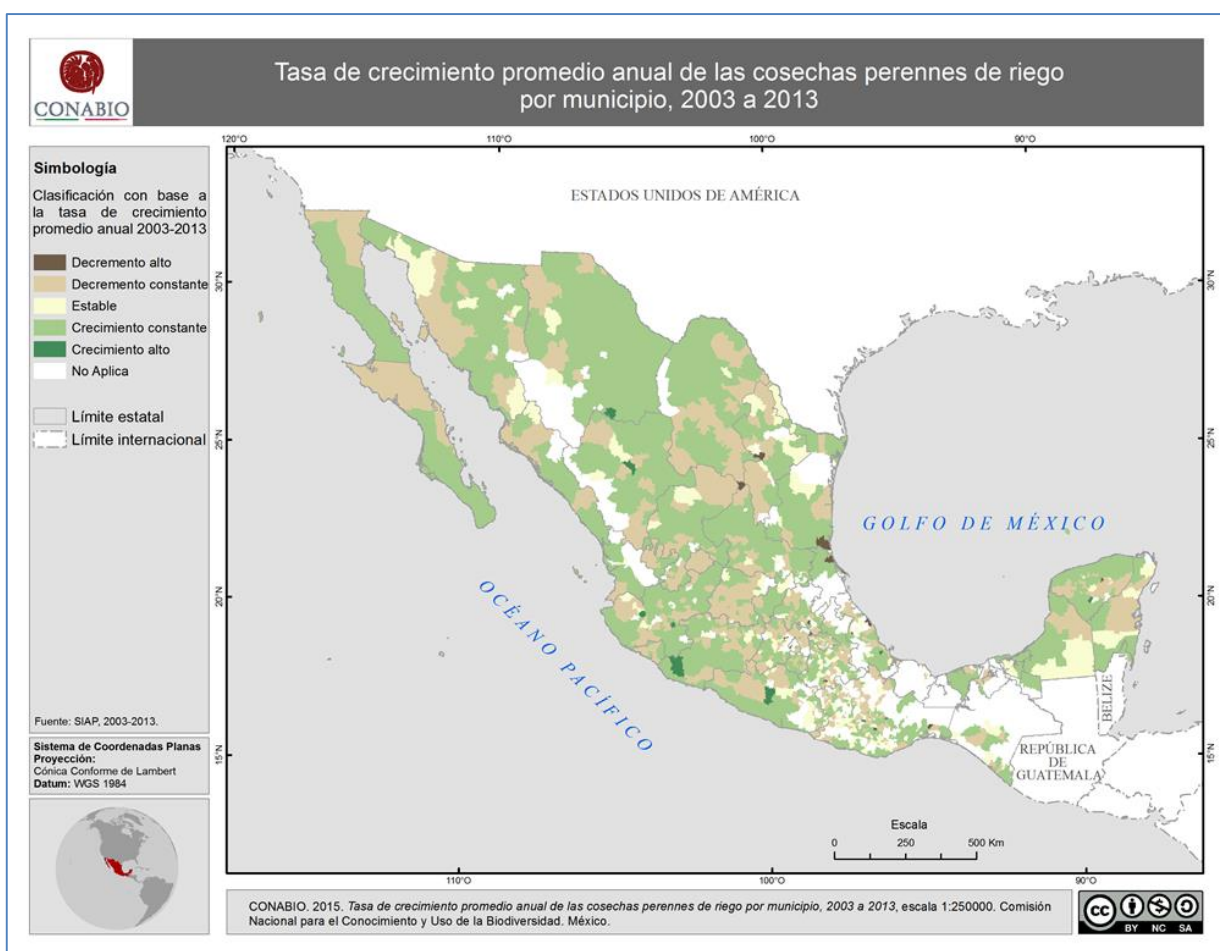 CONABIO
Tasa de crecimiento promedio anual de las cosechas perennes de riego
por municipio, 2003 a 2013
Simbología
Clasificación con base a
la tasa de crecimiento
promedio anual 2003-2013
Decremento alto
Decremento constante
Estable
Crecimiento constante
Crecimiento alto
No Aplica
Límite estatal
Límite internacional
Fuente: SIAP, 2003-2013.
Sistema de Coordenadas Planas
Proyección:
Cónica Conforme de Lambert
Datum: WGS 1984
120°O
110°O
100°O
90°O
30°N
30°N
25°N
25°N
20°N
20°N
15°N
15°N
110°O
100°O
90°O
ESTADOS UNIDOS DE AMÉRICA
GOLFO DE MÉXICO
OCÉANO PACÍFICO
BELIZE
REPÚBLICA
DE
GUATEMALA
Escala
0 250 500 Km
CONABIO. 2015. Tasa de crecimiento promedio anual de las cosechas perennes de riego por municipio, 2003 a 2013, escala 1:250000. Comisión
Nacional para el Conocimiento y Uso de la Biodiversidad. México.
cc
BY NC SA